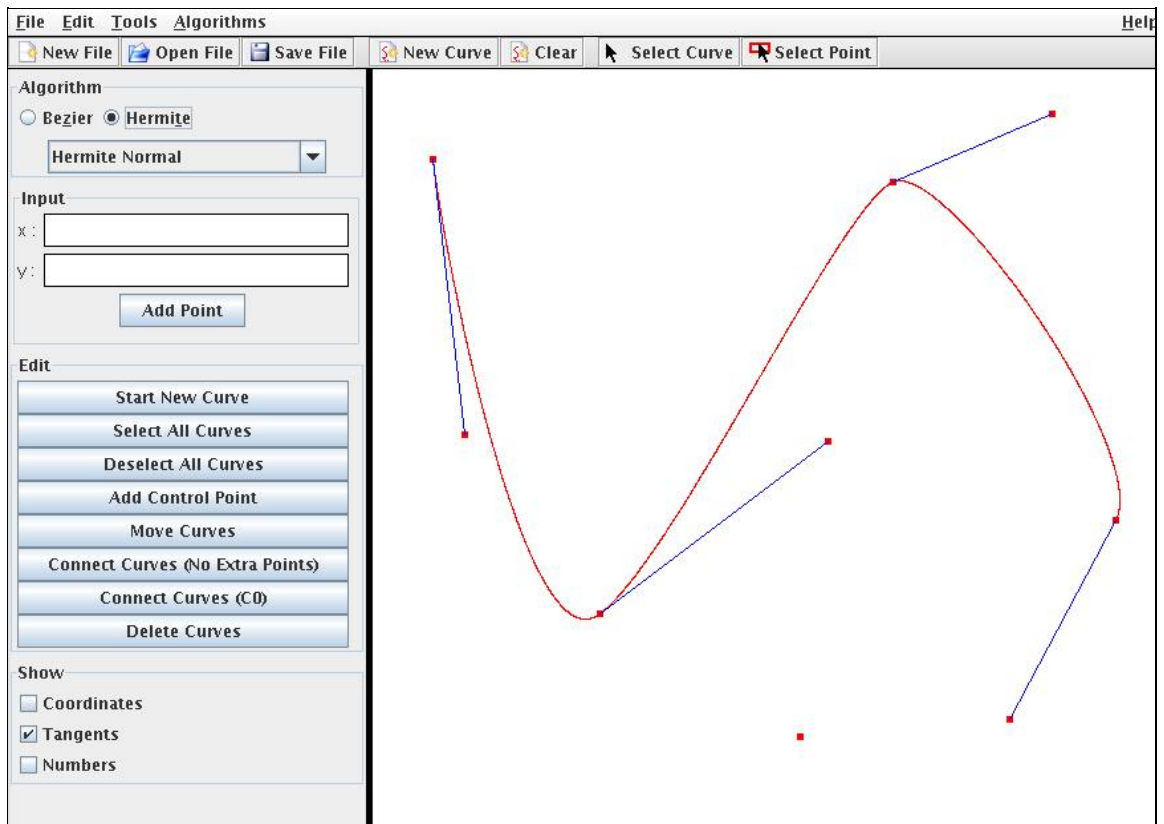 File Edit Tools Algorithms Help
New File Open File Save File New Curve Clear Select Curve Select Point
Algorithm
Bezier Hermite
Hermite Normal
Input
x :
y :
Add Point
Edit
Start New Curve
Select All Curves
Deselect All Curves
Add Control Point
Move Curves
Connect Curves (No Extra Points)
Connect Curves (C0)
Delete Curves
Show
Coordinates
Tangents
Numbers